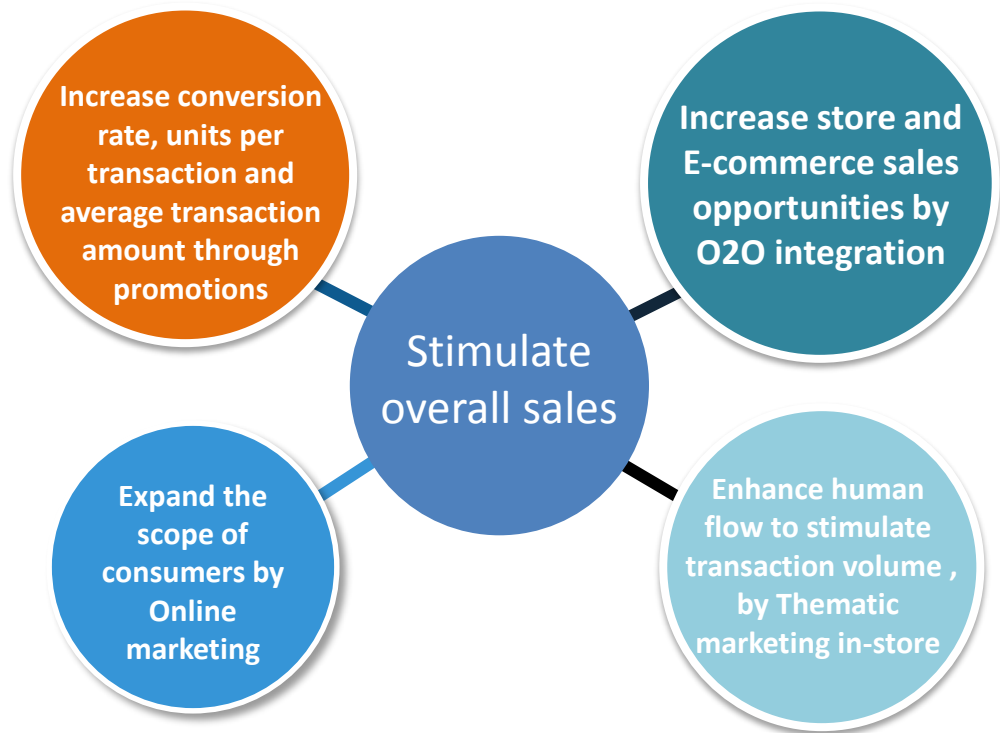 Increase conversion
rate, units per
transaction and
average transaction
amount through
promotions
Increase store and
E-commerce sales
opportunities by
O2O integration
Stimulate
overall sales
Expand the
scope of
consumers by
Online
marketing
Enhance human
flow to stimulate
transaction volume ,
by Thematic
marketing in-store